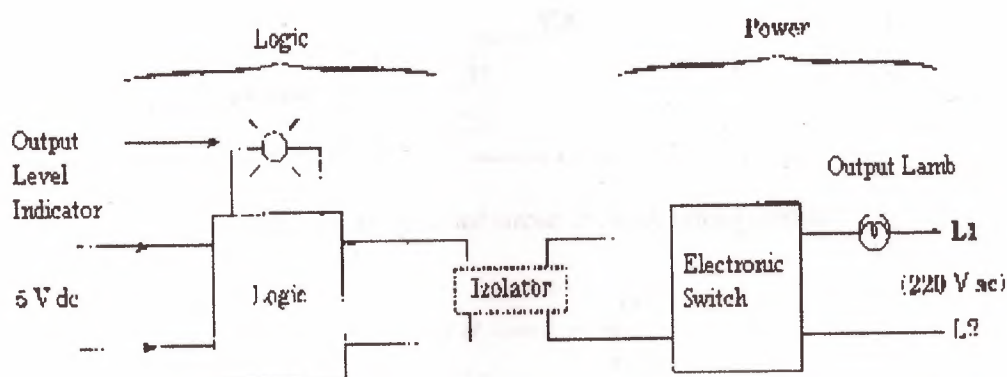 Logic
Power
Output
Level
Indicator
Output Lamb
5 V dc
Logic
Izolator
Electronic
Switch
L1
(220 V ac)
L2